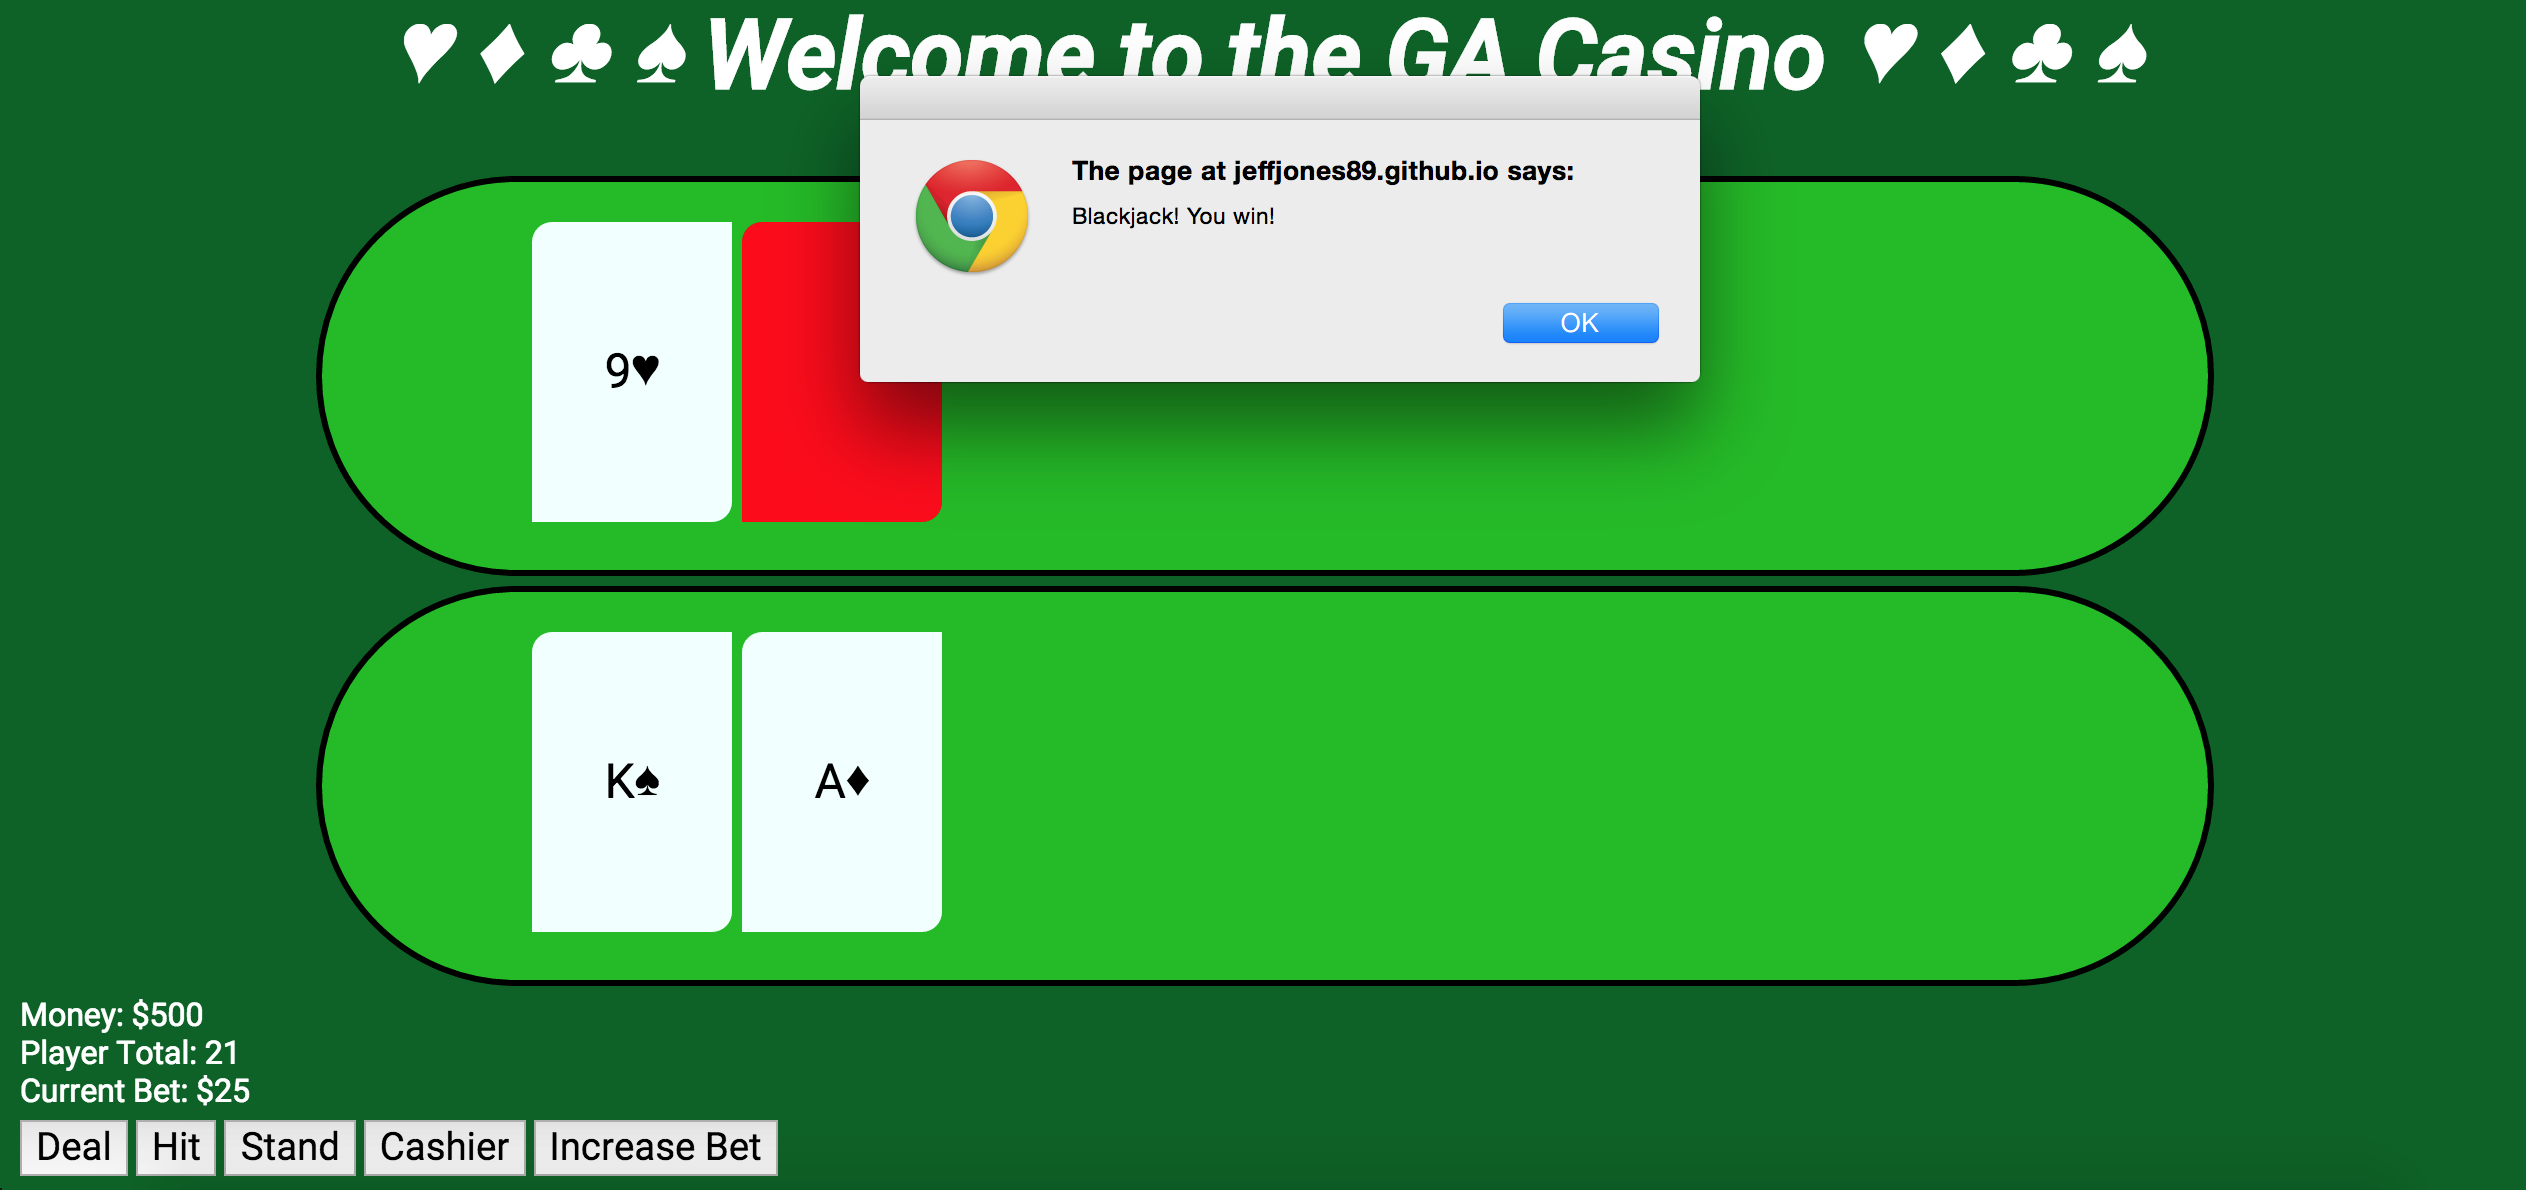 ♥ ♦ ♣ ♠ Welcome to the GA Casino ♥ ♦ ♣ ♠
The page at jeffjones89.github.io says:
Blackjack! You win!
OK
9♥
K♠ A♦
Money: $500
Player Total: 21
Current Bet: $25
Deal Hit Stand Cashier Increase Bet